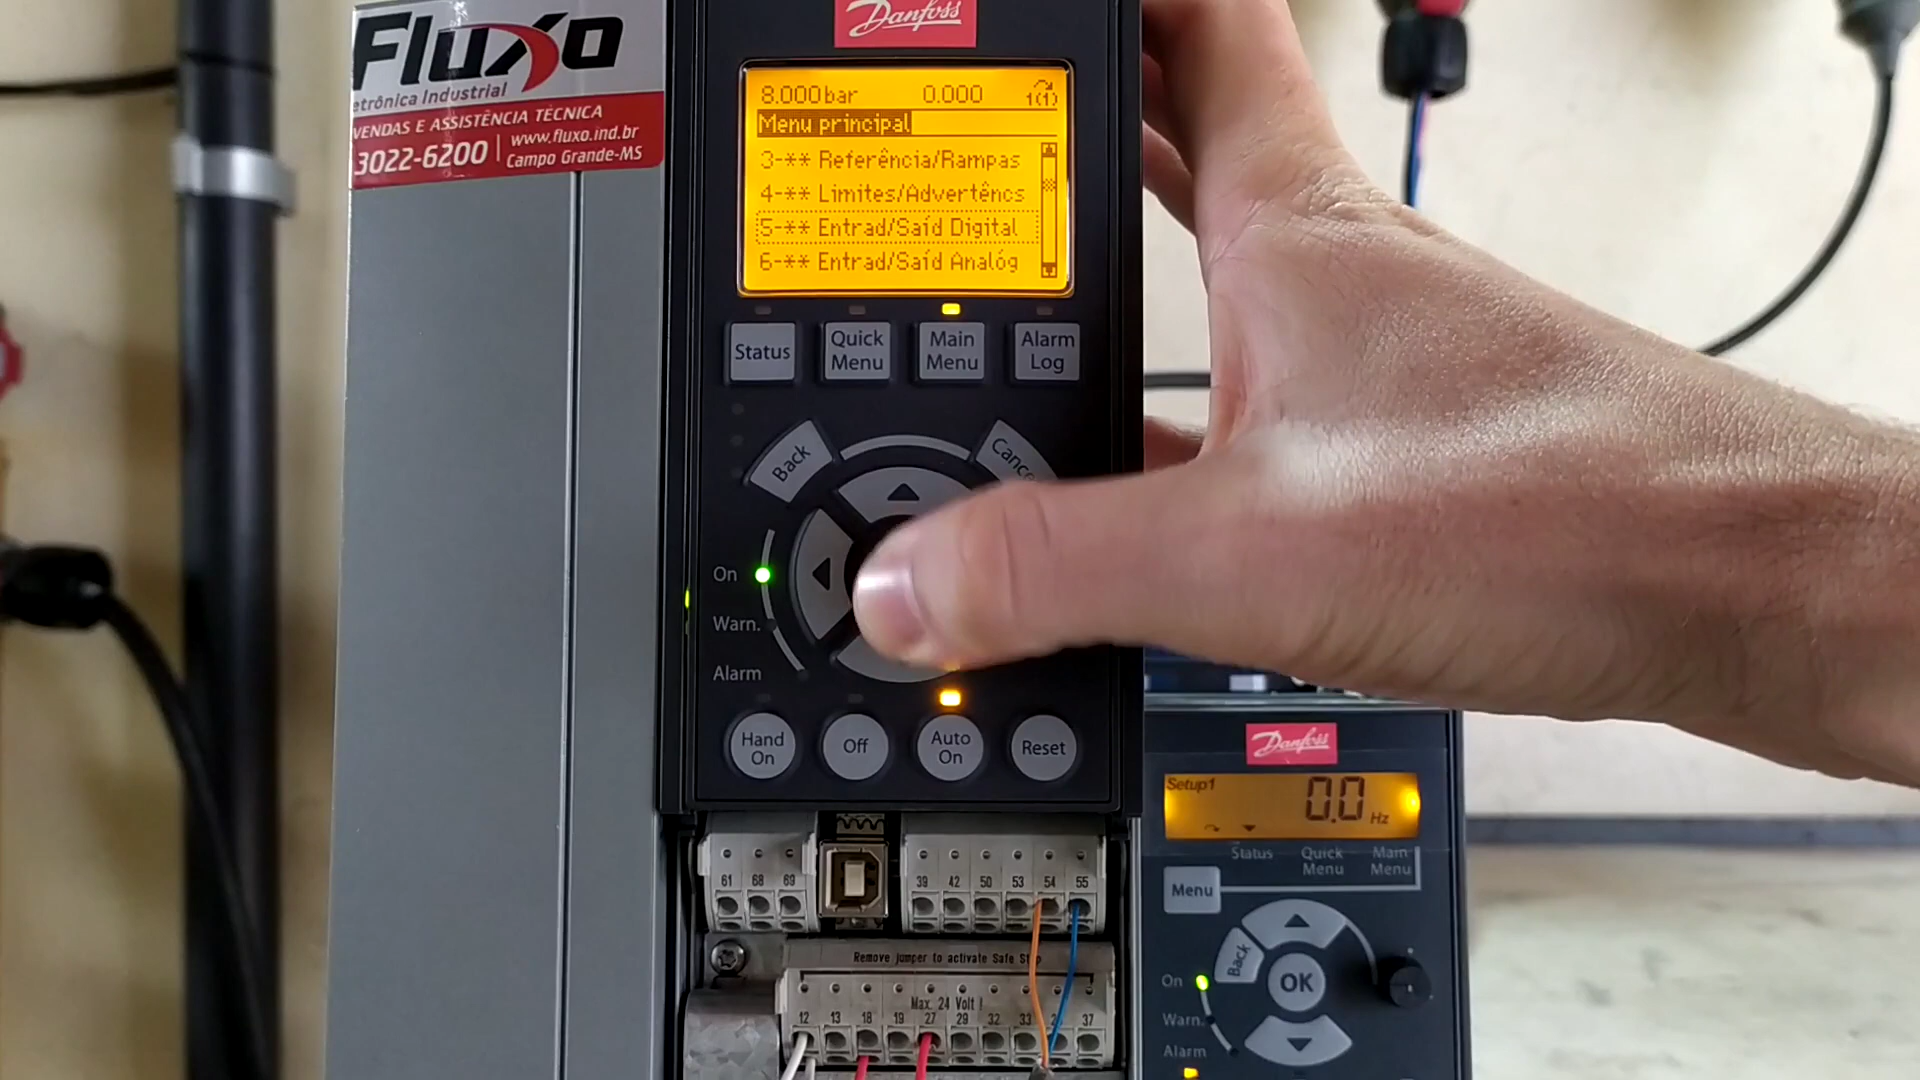 Fluxo
etrônica Industrial
VENDAS E ASSISTÊNCIA TÉCNICA
3022-6200
www.fluxo.ind.br
Campo Grande-MS
Danfoss
8.000bar 0.000 1(1)
Menu principal
3-** Referência/Rampas
4-** Limites/Advertêncs
5-** Entrad/Saíd Digital
6-** Entrad/Saíd Analóg
Status
Quick Menu
Main Menu
Alarm Log
Back
Cance
On
Warn.
Alarm
Hand On
Off
Auto On
Reset
61 68 69
39 42 50 53 54 55
Remove jumper to activate Safe
Max. 24 Volt !
12 13 18 19 27 29 32 33 37
Danfoss
Setup1 0.0 Hz
Status
Quick Menu
Main Menu
Menu
Back
OK
On
Warn.
Alarm